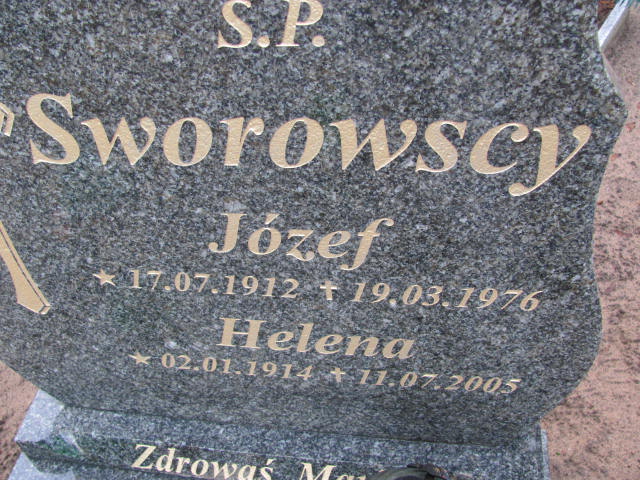 S.P.
Sworowscy
Józef
★ 17.07.1912 ✝ 19.03.1976
Helena
★ 02.01.1914 ✝ 11.07.2005
Zdrowaś